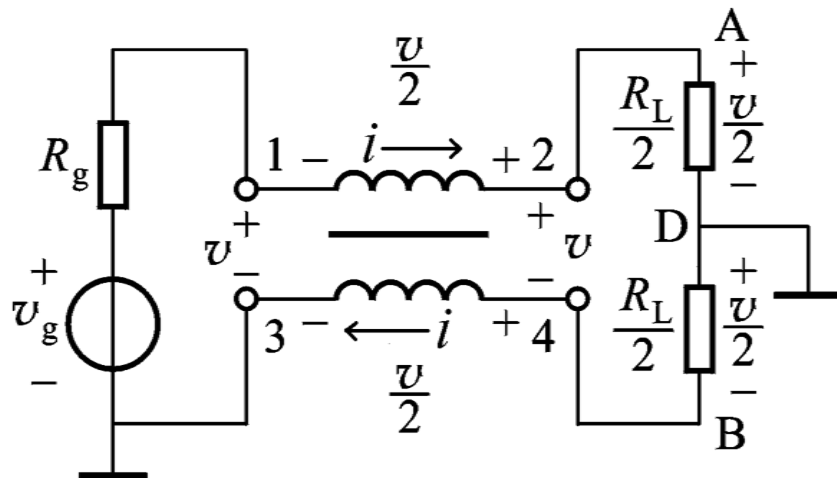 A
v/2
R_L/2
+
v/2
−
R_g
1 − i → + 2
v + −
+ v −
D
+
v_g
−
3 − ← i + 4
R_L/2
+
v/2
−
v/2
B